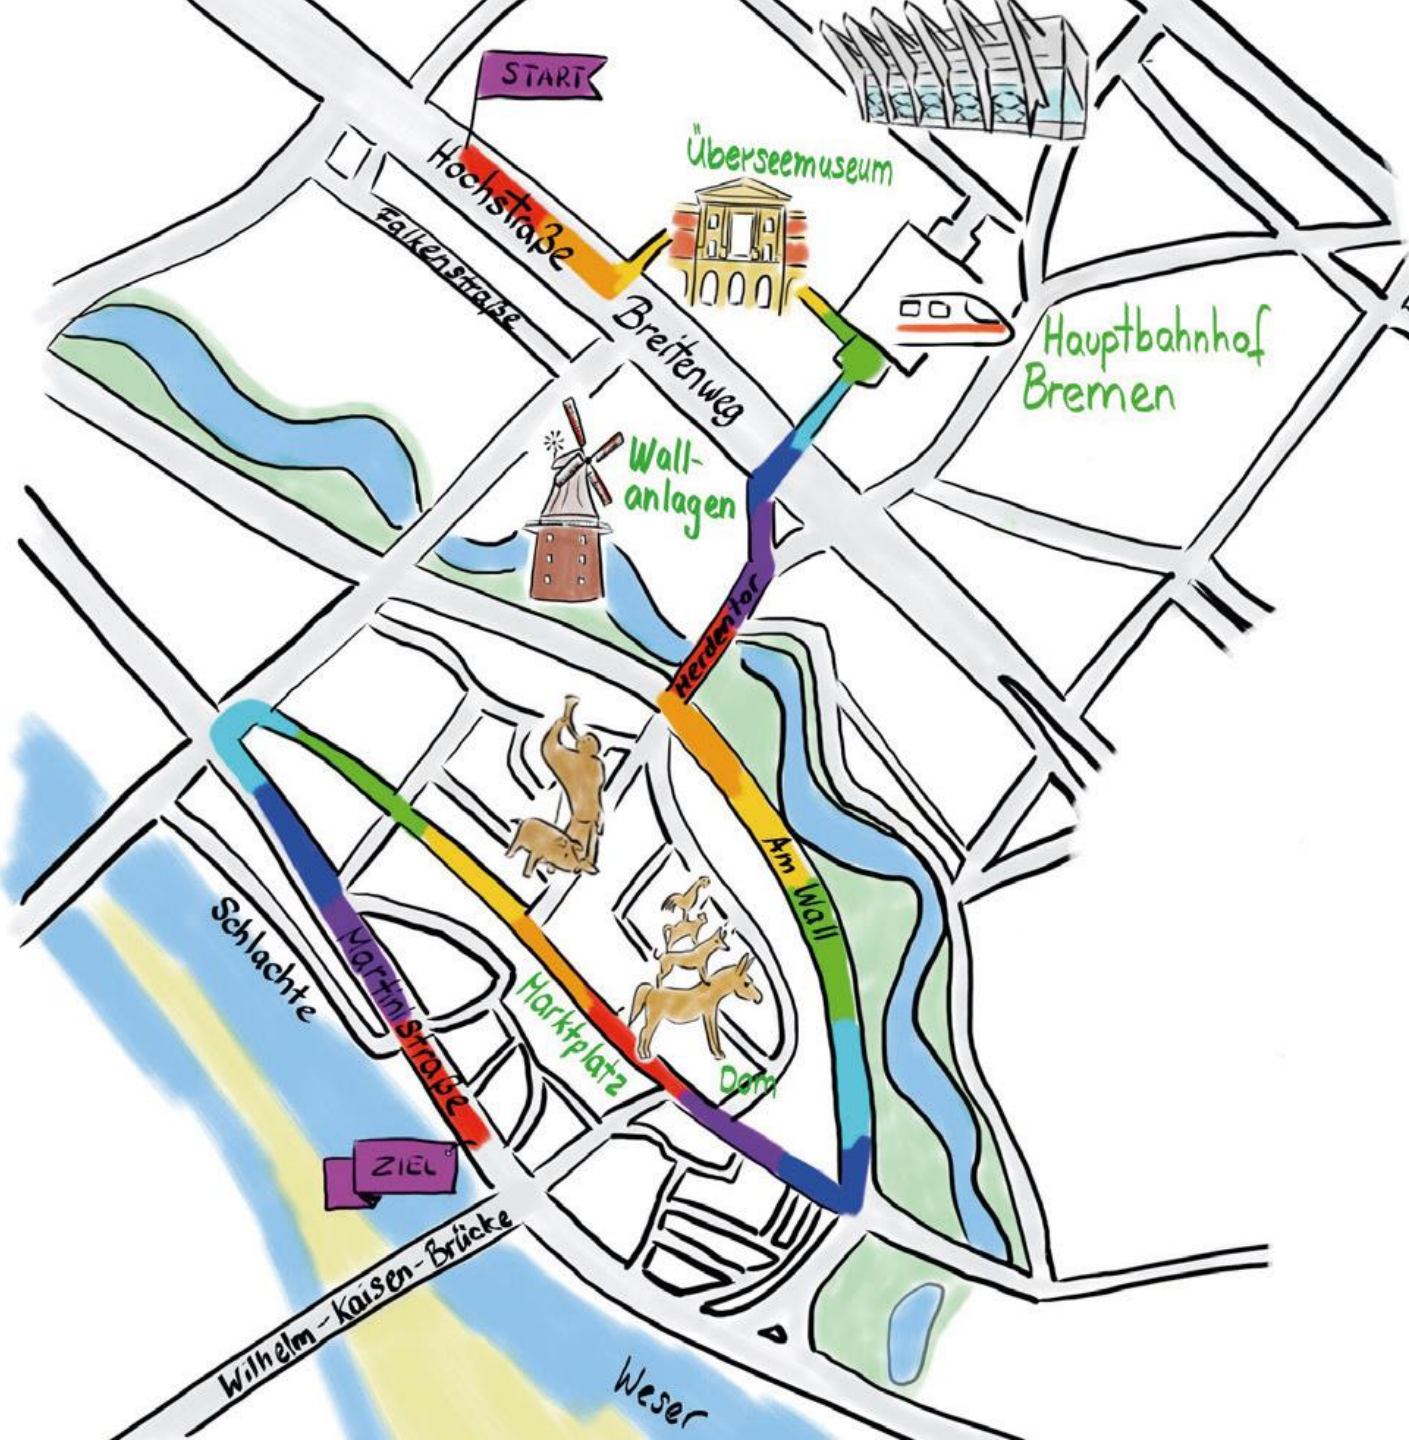 START
Überseemuseum
Hochstraße
Falkenstraße
Breitenweg
Hauptbahnhof
Bremen
Wall-
anlagen
Herdentor
Am Wall
Schlachte
Martinistraße
Marktplatz
Dom
ZIEL
Wilhelm-Kaisen-Brücke
Weser